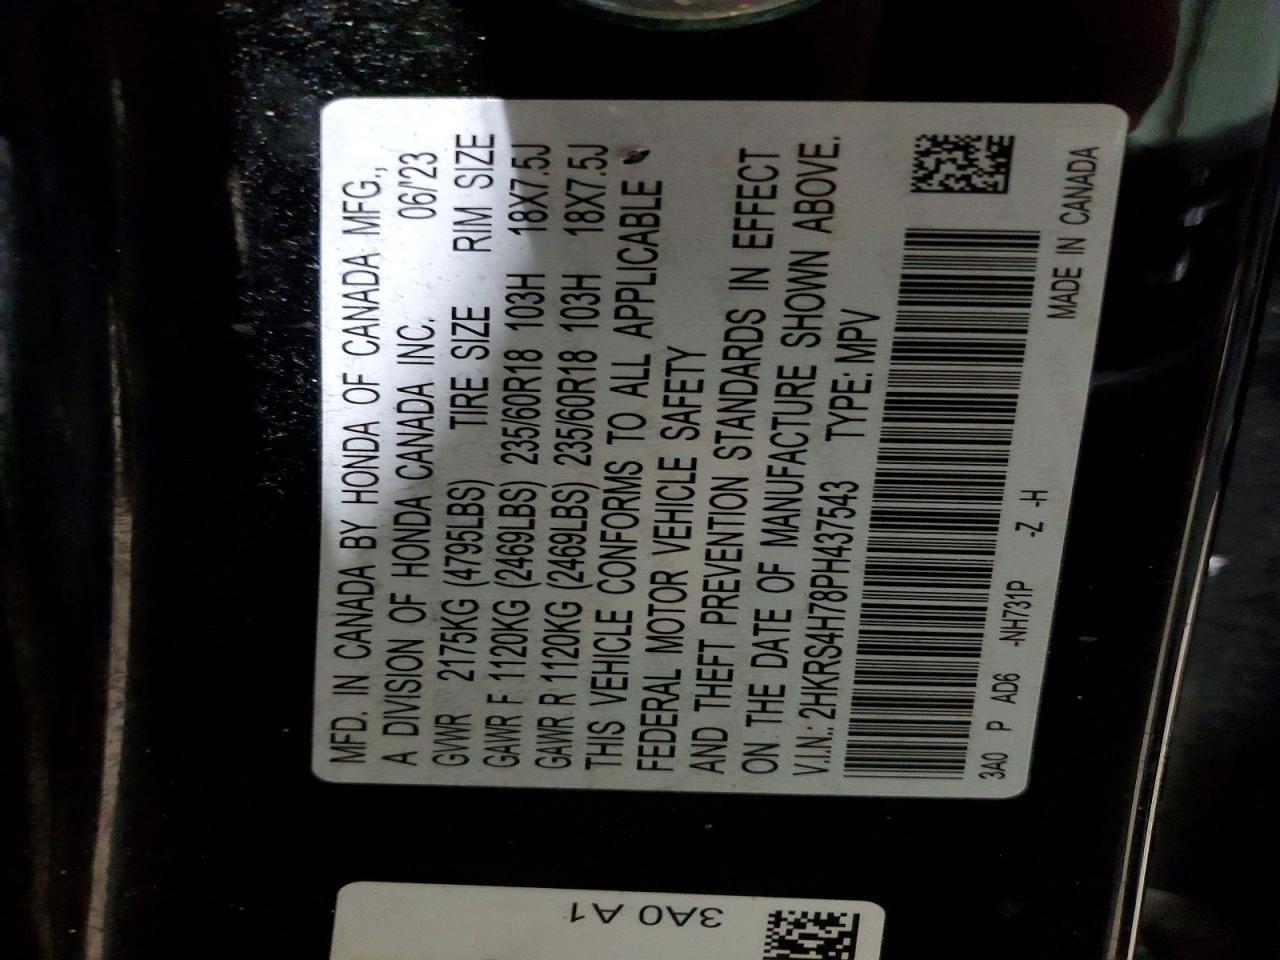 MFD. IN CANADA BY HONDA OF CANADA MFG.,
A DIVISION OF HONDA CANADA INC. 06/'23
GVWR 2175KG (4795LBS) TIRE SIZE RIM SIZE
GAWR F 1120KG (2469LBS) 235/60R18 103H 18X7.5J
GAWR R 1120KG (2469LBS) 235/60R18 103H 18X7.5J
THIS VEHICLE CONFORMS TO ALL APPLICABLE
FEDERAL MOTOR VEHICLE SAFETY
AND THEFT PREVENTION STANDARDS IN EFFECT
ON THE DATE OF MANUFACTURE SHOWN ABOVE.
V.I.N.: 2HKRS4H78PH437543 TYPE: MPV
3A0 P AD6 -NH731P -Z -H
MADE IN CANADA
3A0 A1